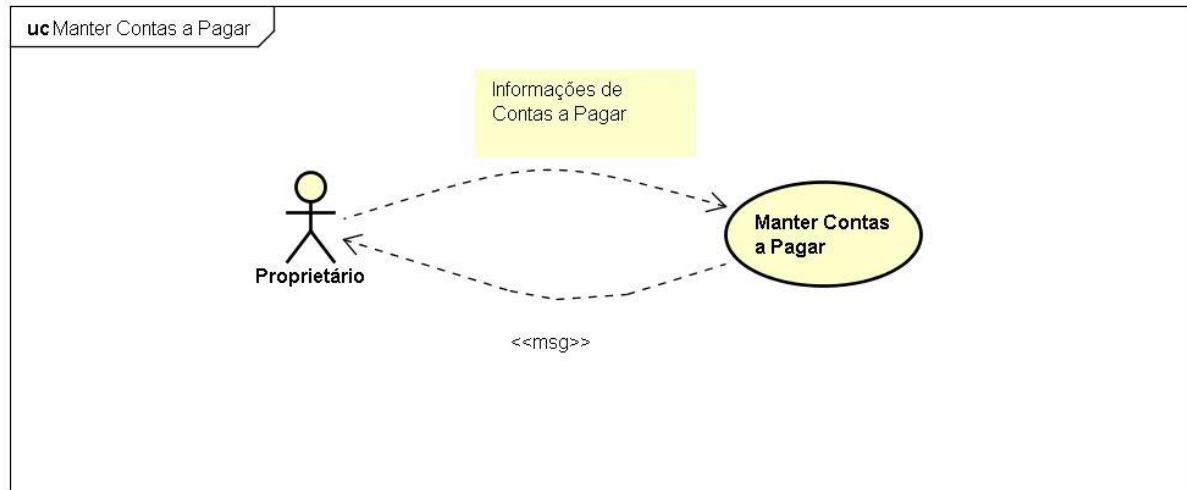 uc Manter Contas a Pagar
Informações de
Contas a Pagar
Manter Contas
a Pagar
Proprietário
<<msg>>